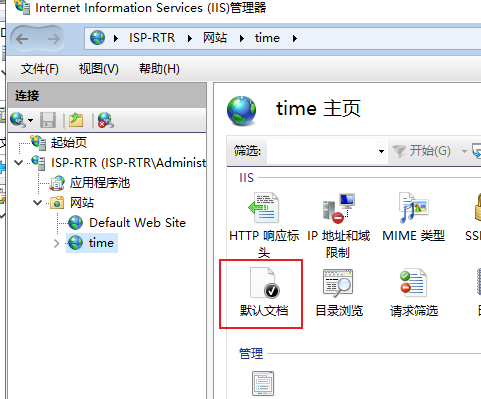 Internet Information Services (IIS)管理器
ISP-RTR
网站
time
文件(F)
视图(V)
帮助(H)
连接
起始页
ISP-RTR (ISP-RTR\Administ
应用程序池
网站
Default Web Site
time
time 主页
筛选:
开始(G)
IIS
HTTP 响应标
头
IP 地址和域
限制
MIME 类型
SS
默认文档
目录浏览
请求筛选
管理